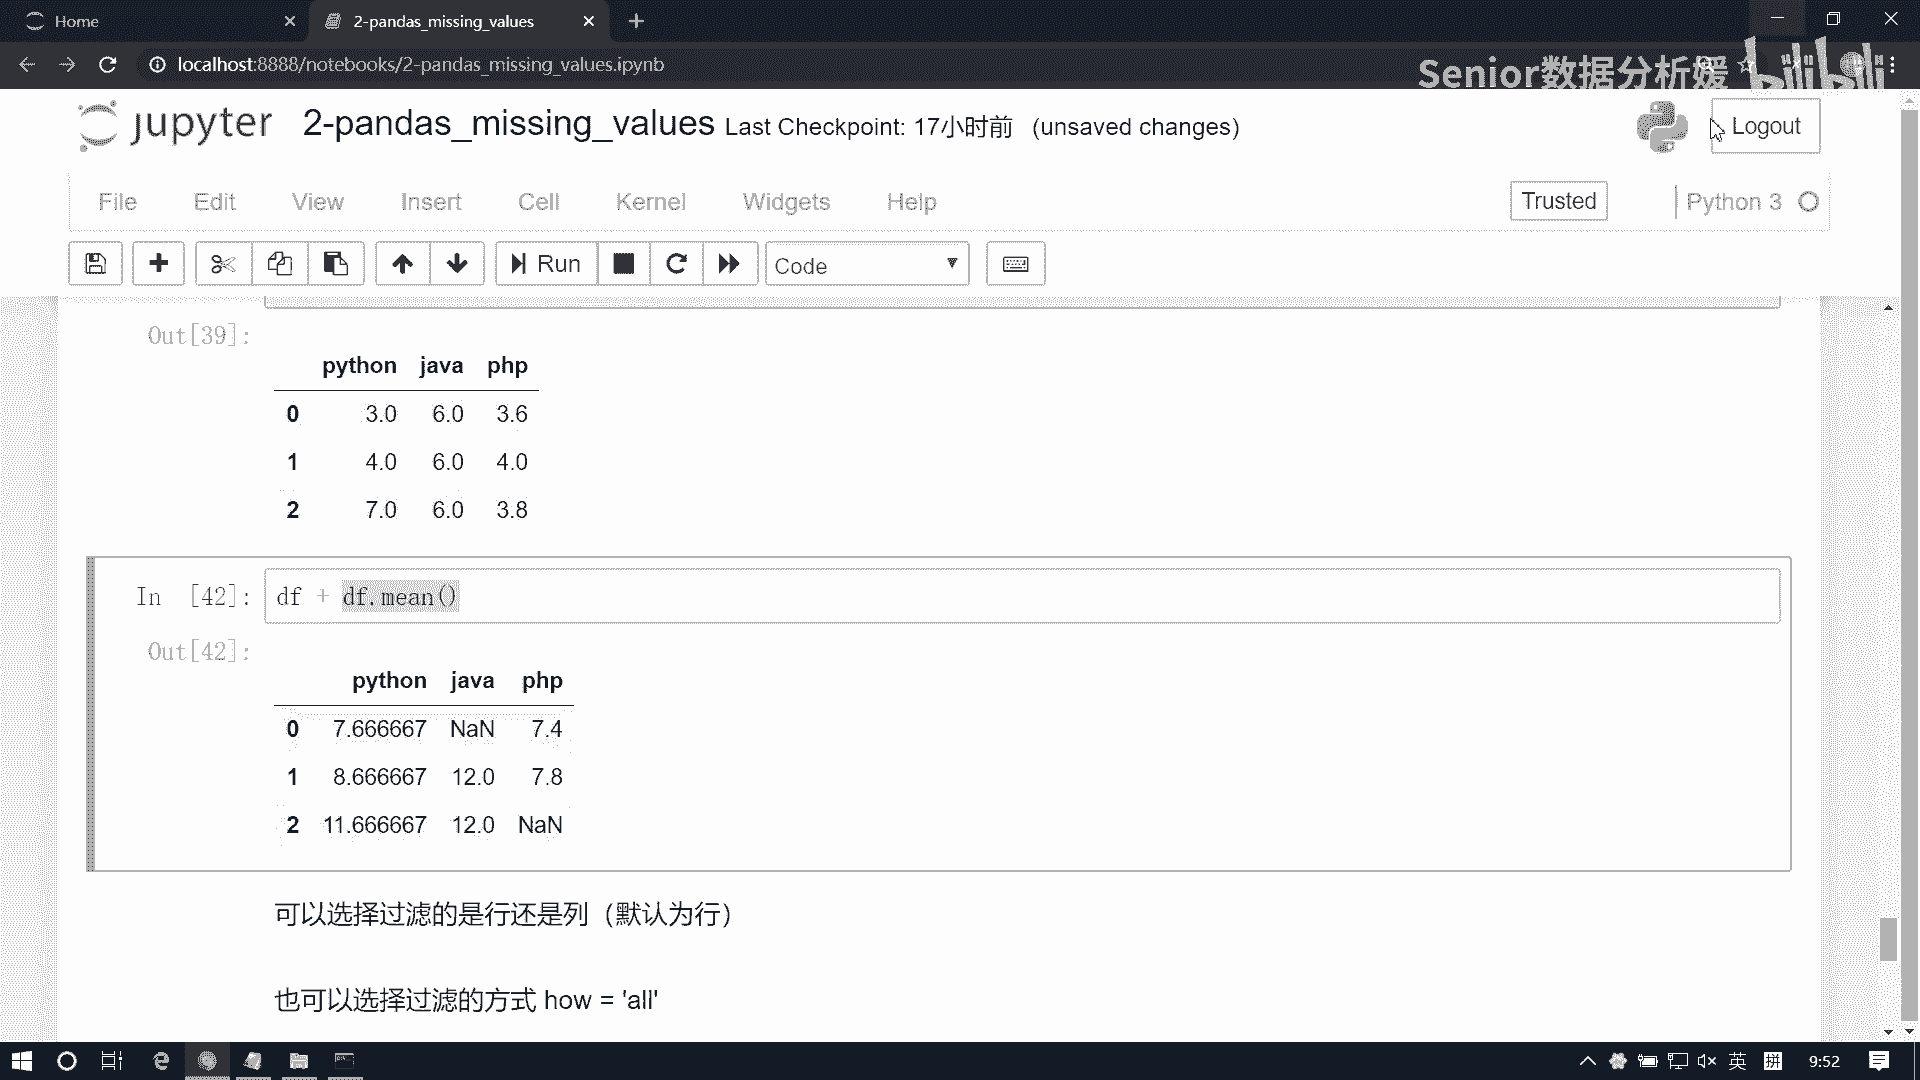 Home
2-pandas_missing_values
localhost:8888/notebooks/2-pandas_missing_values.ipynb
Senior数据分析媛 bilibili
jupyter 2-pandas_missing_values Last Checkpoint: 17小时前 (unsaved changes)
Logout
File Edit View Insert Cell Kernel Widgets Help
Trusted
Python 3
Run
Code
Out[39]:
python java php
0 3.0 6.0 3.6
1 4.0 6.0 4.0
2 7.0 6.0 3.8
In [42]: df + df.mean()
Out[42]:
python java php
0 7.666667 NaN 7.4
1 8.666667 12.0 7.8
2 11.666667 12.0 NaN
可以选择过滤的是行还是列（默认为行）
也可以选择过滤的方式 how = 'all'
英 拼 9:52